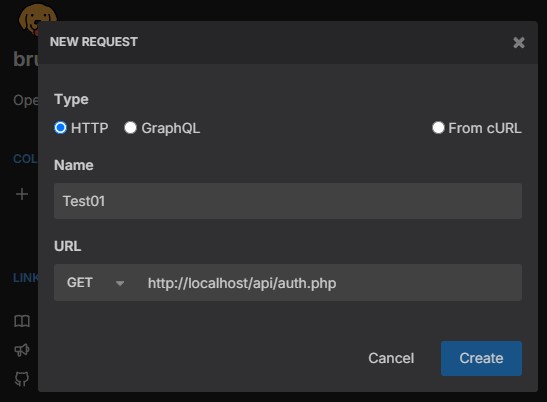 bru
NEW REQUEST
Ope
Type
HTTP GraphQL From cURL
COL
Name
Test01
URL
LINK
GET http://localhost/api/auth.php
Cancel Create